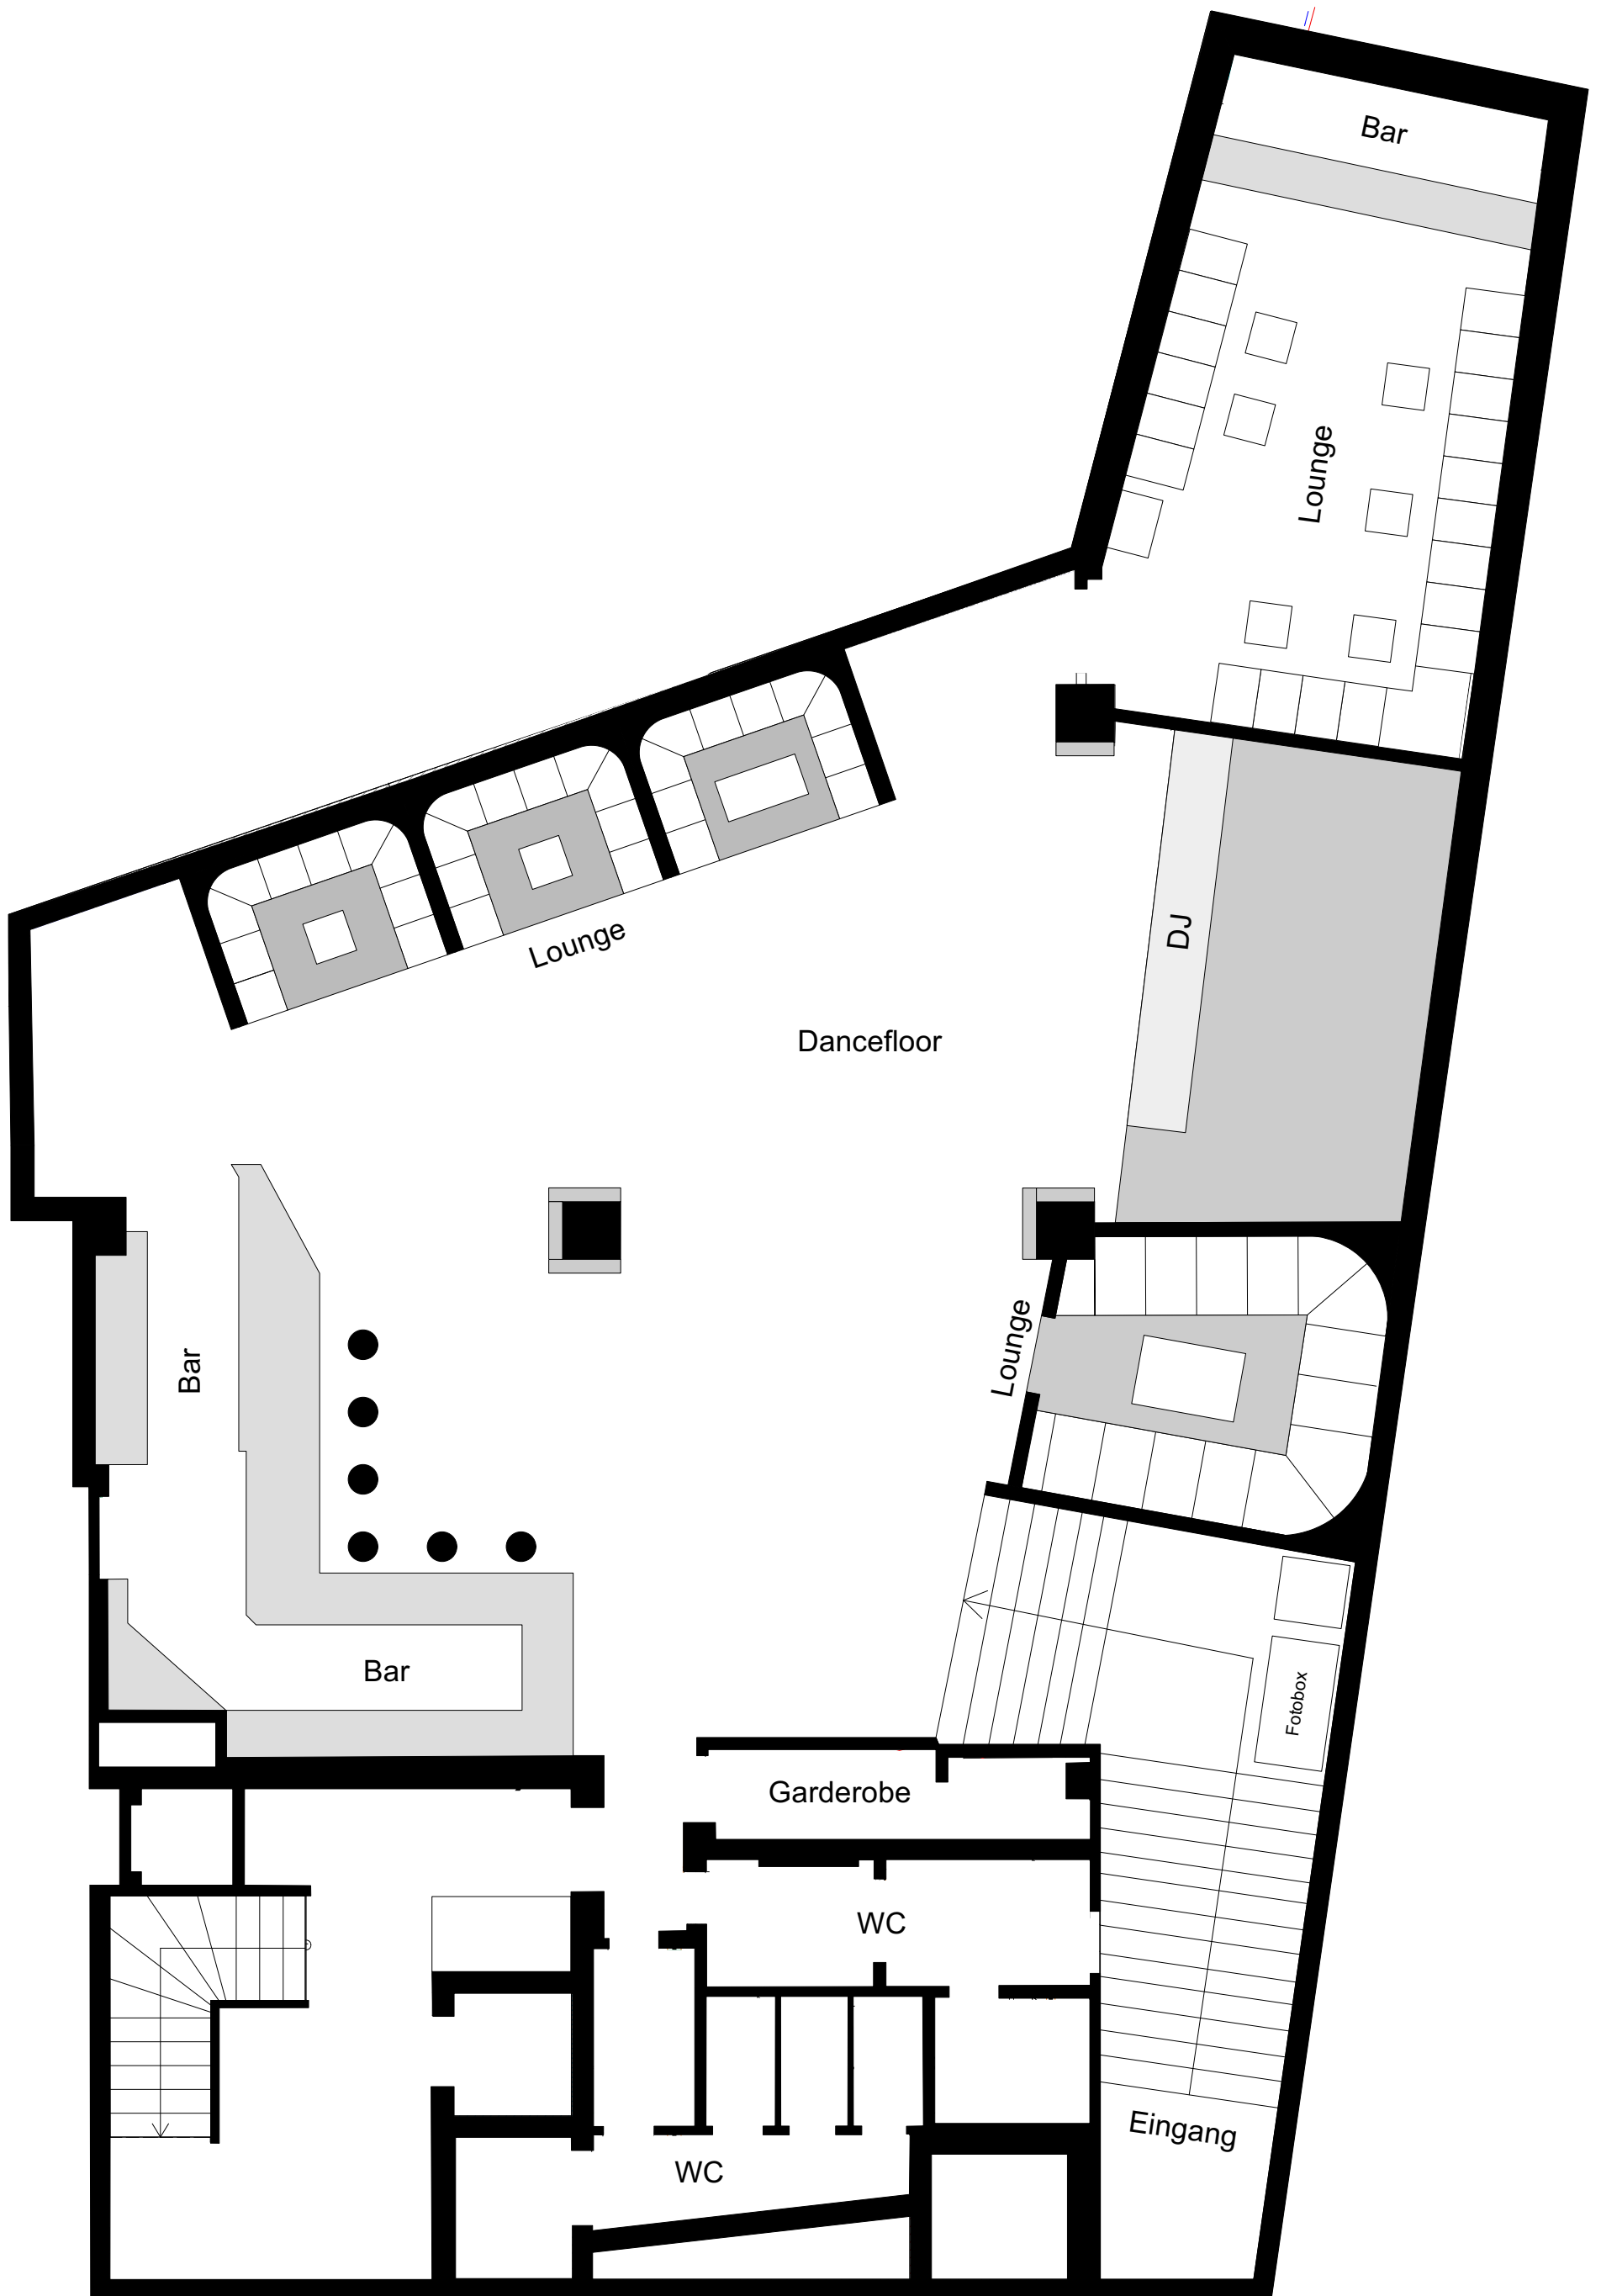 Bar
Lounge
DJ
Lounge
Dancefloor
Lounge
Bar
Bar
Fotobox
Garderobe
WC
Eingang
WC